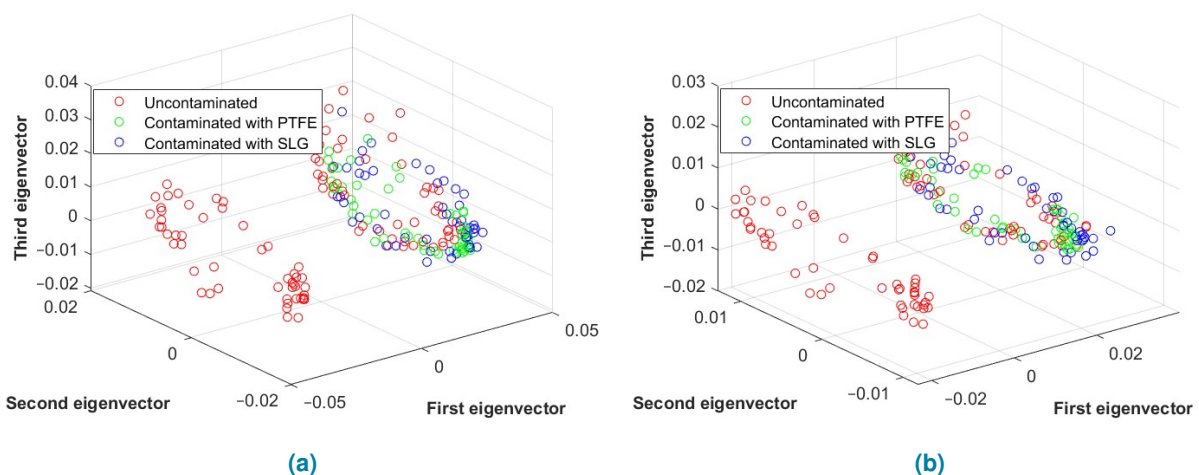 0.04
0.03
0.02
0.01
0
−0.01
−0.02
Third eigenvector
Uncontaminated
Contaminated with PTFE
Contaminated with SLG
0.02
0
−0.02
Second eigenvector
−0.05
0
0.05
First eigenvector
(a)
0.03
0.02
0.01
0
−0.01
−0.02
Third eigenvector
Uncontaminated
Contaminated with PTFE
Contaminated with SLG
0.01
0
−0.01
Second eigenvector
−0.02
0
0.02
First eigenvector
(b)